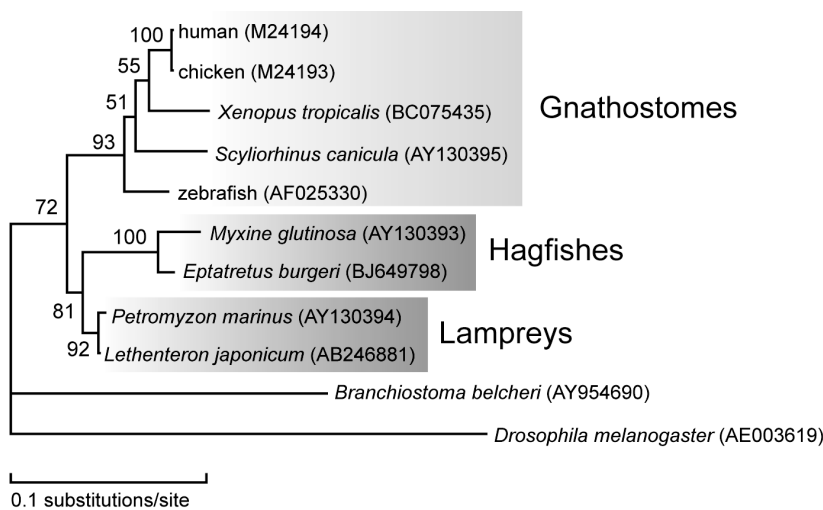 100
human (M24194)
55
chicken (M24193)
51
Xenopus tropicalis (BC075435)
Gnathostomes
93
Scyliorhinus canicula (AY130395)
zebrafish (AF025330)
72
100
Myxine glutinosa (AY130393)
Hagfishes
Eptatretus burgeri (BJ649798)
81
Petromyzon marinus (AY130394)
Lampreys
92
Lethenteron japonicum (AB246881)
Branchiostoma belcheri (AY954690)
Drosophila melanogaster (AE003619)
0.1 substitutions/site